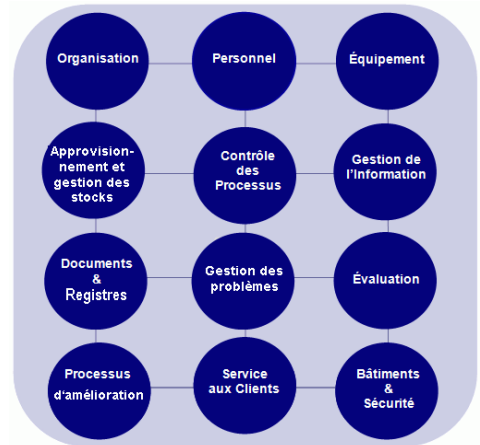 Organisation
Personnel
Équipement
Approvision-
nement et
gestion des
stocks
Contrôle
des
Processus
Gestion de
l'Information
Documents
&
Registres
Gestion des
problèmes
Évaluation
Processus
d'amélioration
Service
aux Clients
Bâtiments
&
Sécurité